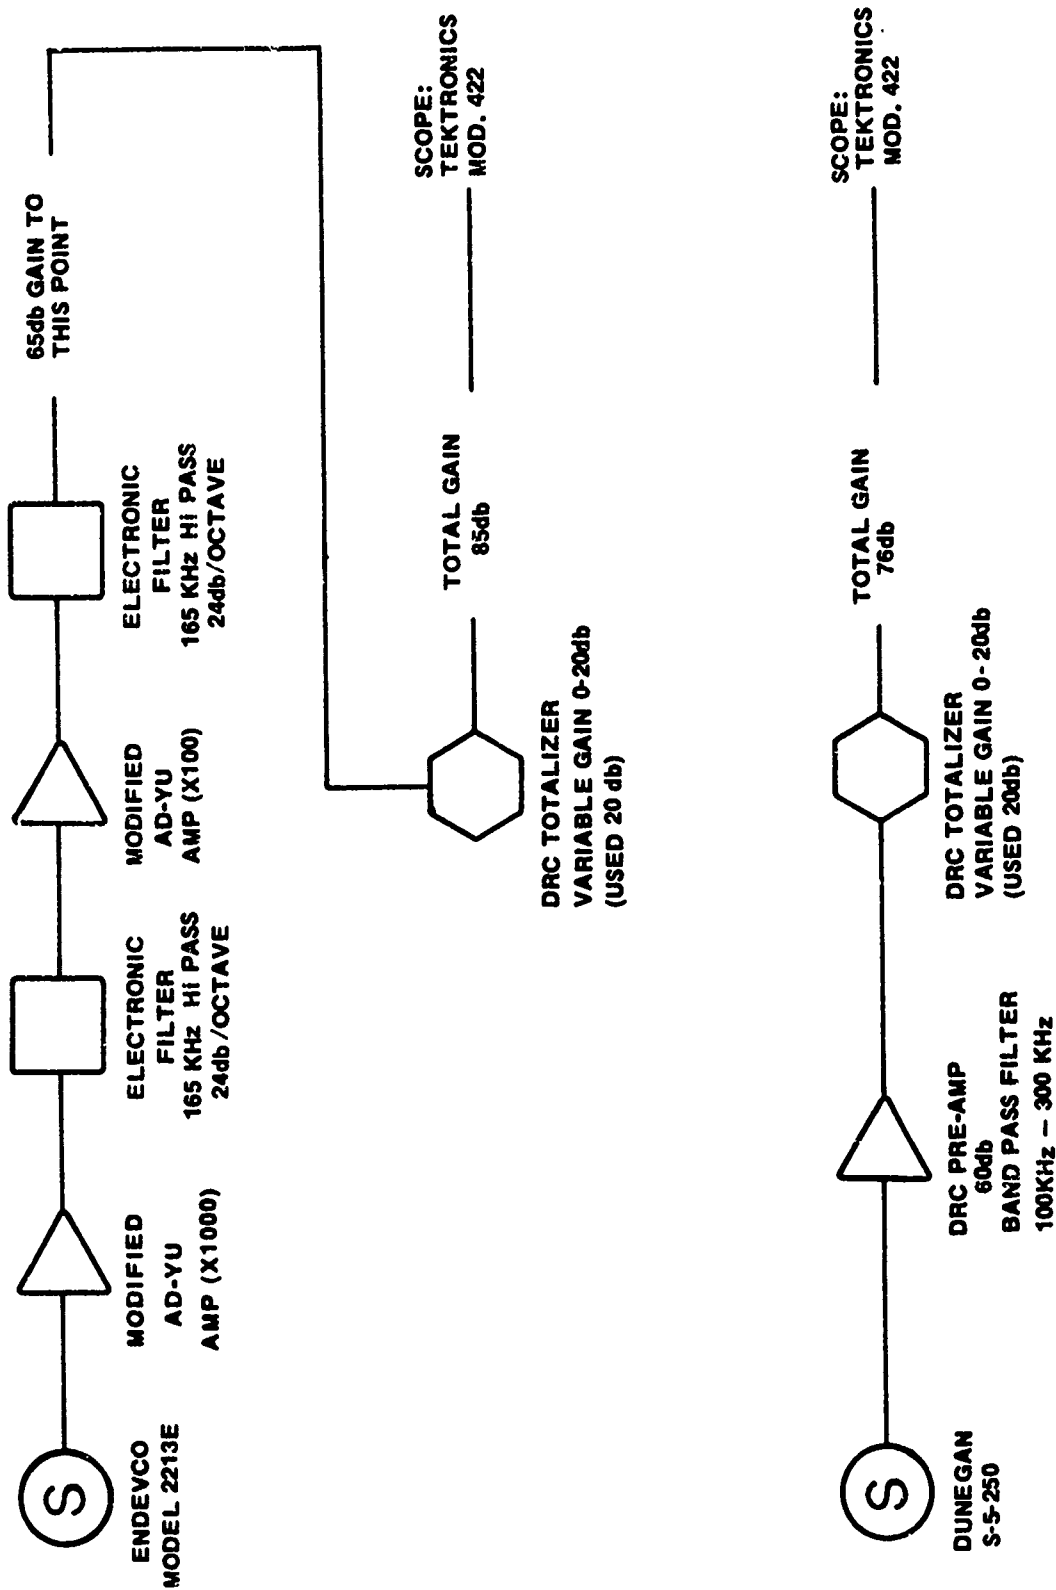 S
ENDEVCO
MODEL 2213E
MODIFIED
AD-YU
AMP (X1000)
ELECTRONIC
FILTER
165 KHz Hi PASS
24db/OCTAVE
MODIFIED
AD-YU
AMP (X100)
ELECTRONIC
FILTER
165 KHz Hi PASS
24db/OCTAVE
65db GAIN TO
THIS POINT
DRC TOTALIZER
VARIABLE GAIN 0-20db
(USED 20 db)
TOTAL GAIN
85db
SCOPE:
TEKTRONICS
MOD. 422
S
DUNEGAN
S-5-250
DRC PRE-AMP
60db
BAND PASS FILTER
100KHz — 300 KHz
DRC TOTALIZER
VARIABLE GAIN 0-20db
(USED 20db)
TOTAL GAIN
76db
SCOPE:
TEKTRONICS
MOD. 422